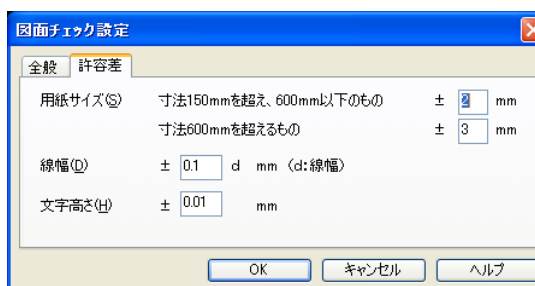 図面チェック設定
全般 許容差
用紙サイズ(S) 寸法150mmを超え、600mm以下のもの ± 2 mm
寸法600mmを超えるもの ± 3 mm
線幅(D) ± 0.1 d mm (d:線幅)
文字高さ(H) ± 0.01 mm
OK キャンセル ヘルプ